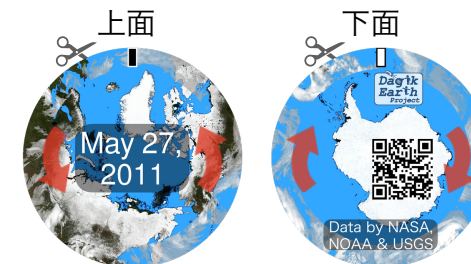 上面
下面
May 27,
2011
Dagik
Earth
Project
Data by NASA,
NOAA & USGS